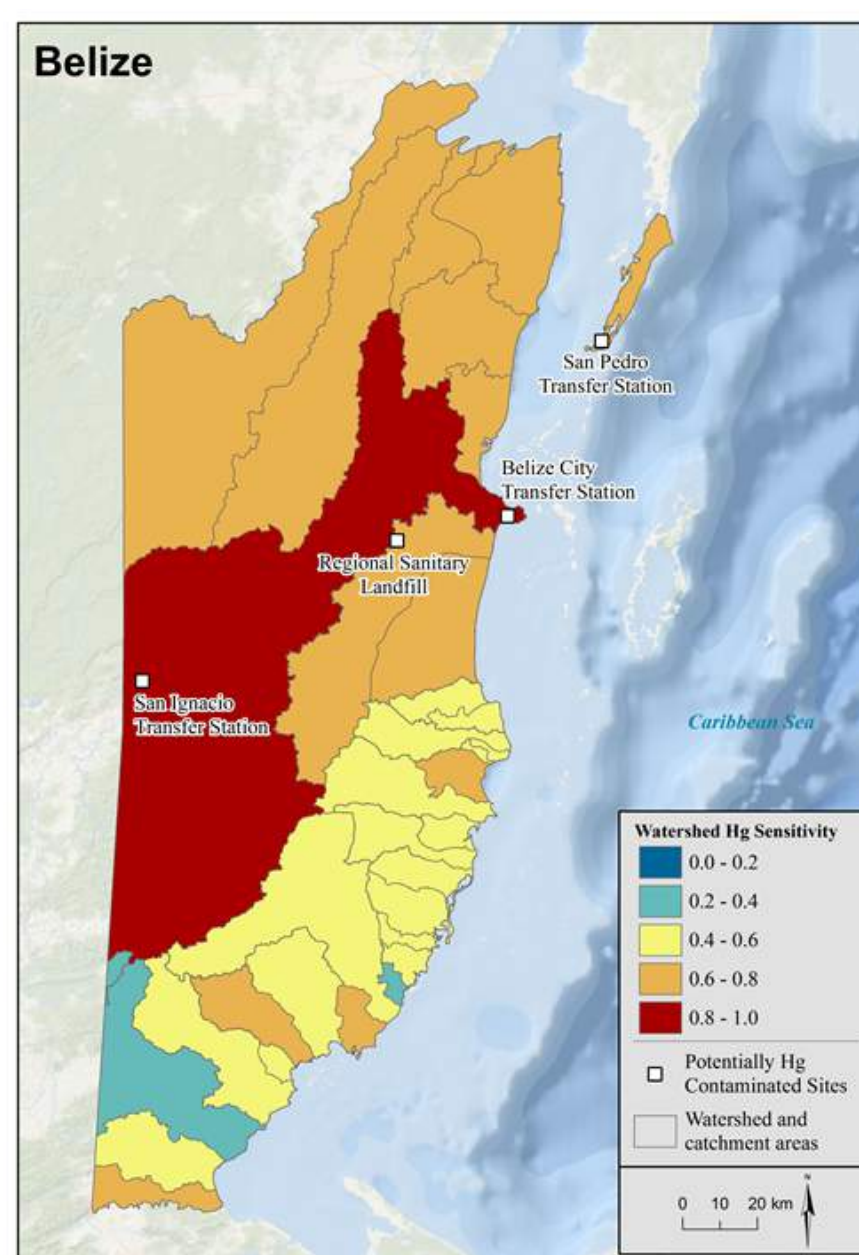 Belize
San Pedro
Transfer Station
Belize City
Transfer Station
Regional Sanitary
Landfill
San Ignacio
Transfer Station
Caribbean Sea
Watershed Hg Sensitivity
0.0 - 0.2
0.2 - 0.4
0.4 - 0.6
0.6 - 0.8
0.8 - 1.0
Potentially Hg
Contaminated Sites
Watershed and
catchment areas
N
0 10 20 km